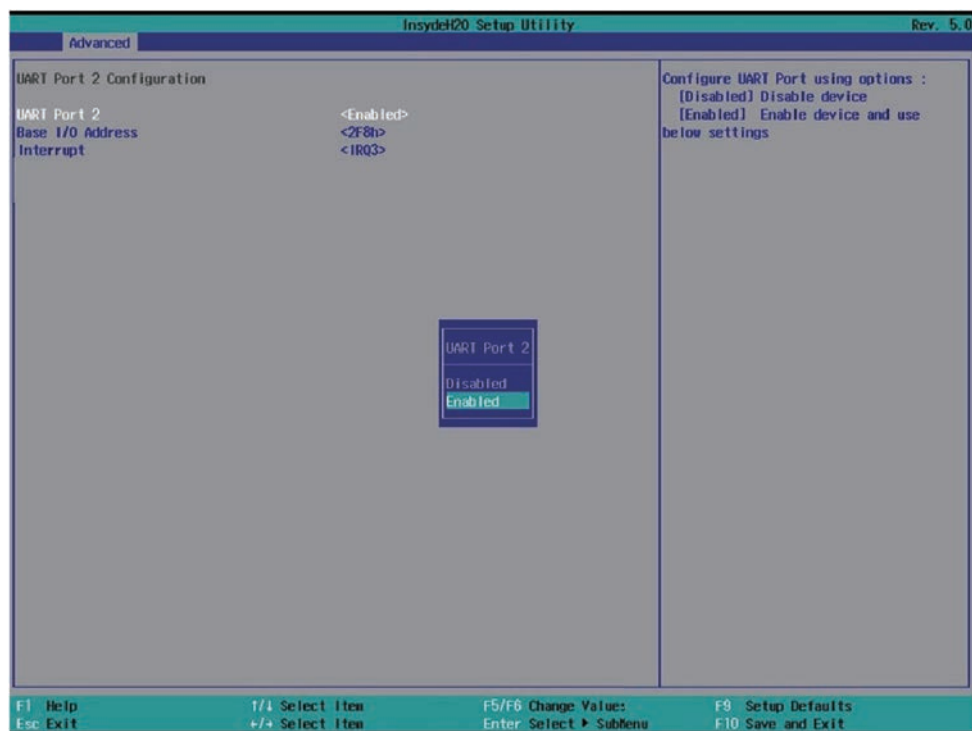 InsydeH20 Setup Utility Rev. 5.0
Advanced
UART Port 2 Configuration
UART Port 2 <Enabled>
Base I/O Address <2F8h>
Interrupt <IRQ3>
Configure UART Port using options :
[Disabled] Disable device
[Enabled] Enable device and use
below settings
UART Port 2
Disabled
Enabled
F1 Help ↑/↓ Select Item F5/F6 Change Value: F9 Setup Defaults
Esc Exit ←/→ Select Item Enter Select ▶ SubMenu F10 Save and Exit